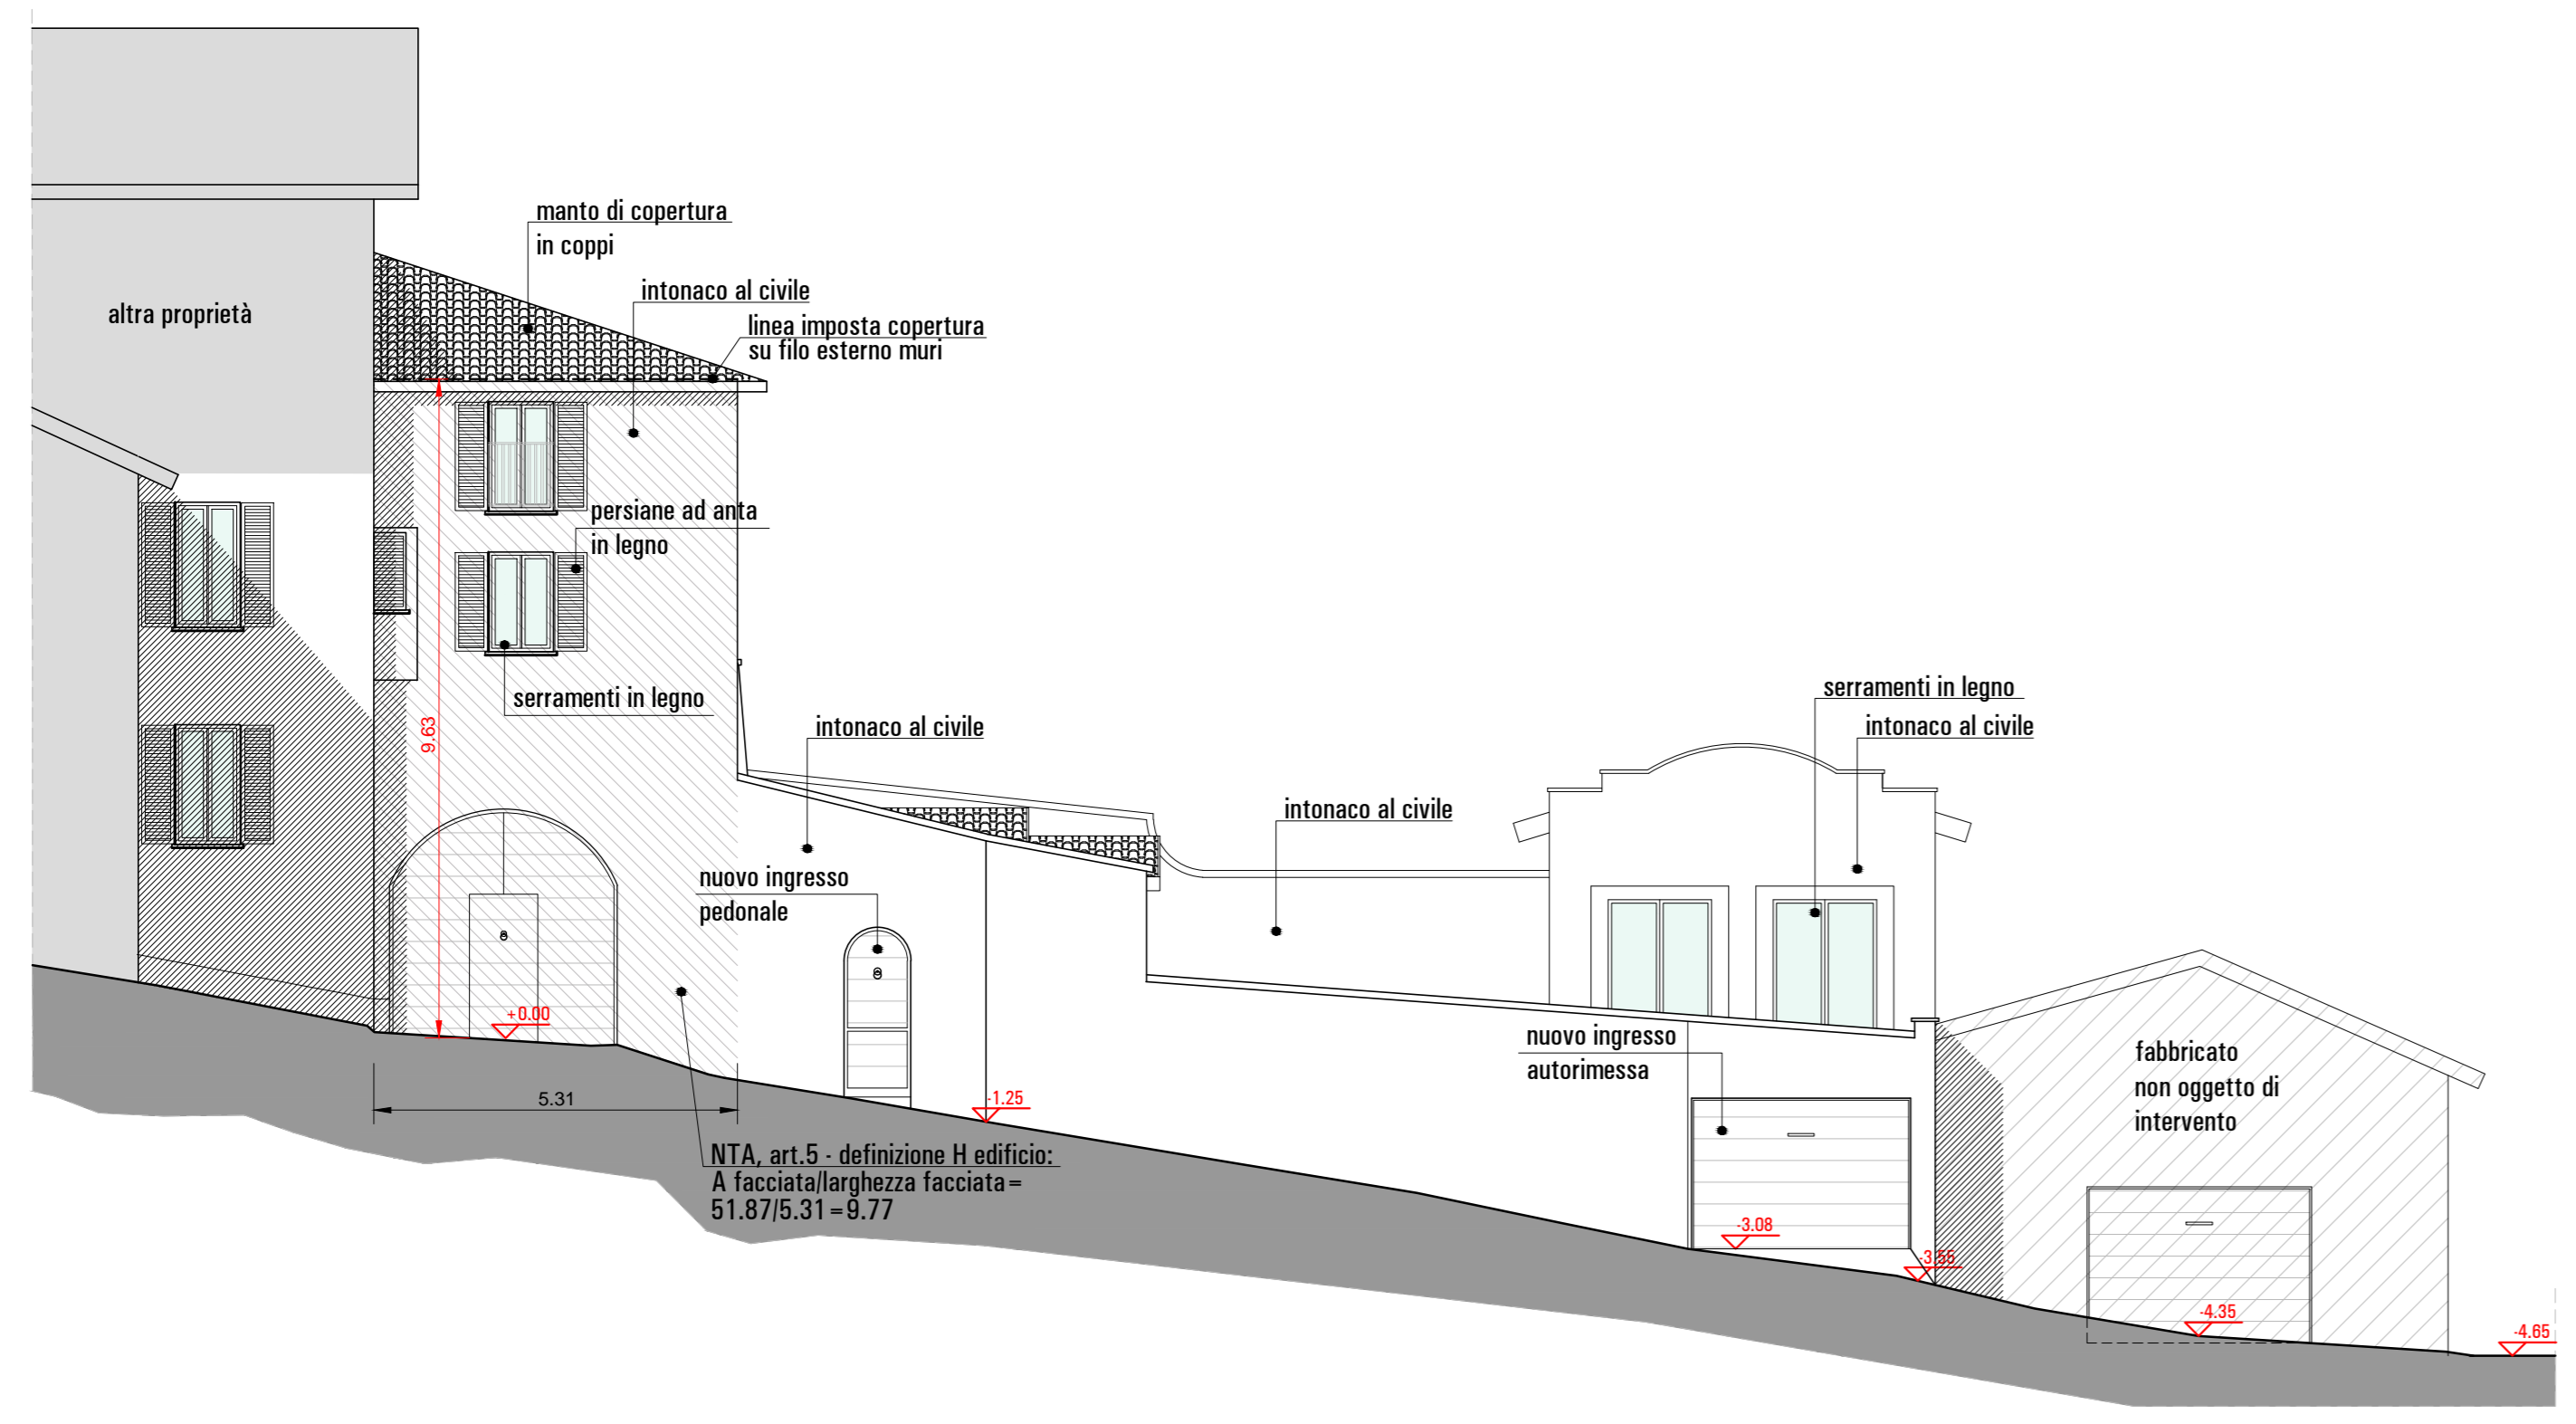 manto di copertura
in coppi
intonaco al civile
altra proprietà
linea imposta copertura
su filo esterno muri
persiane ad anta
in legno
serramenti in legno
9.63
intonaco al civile
serramenti in legno
intonaco al civile
intonaco al civile
nuovo ingresso
pedonale
+0.00
nuovo ingresso
autorimessa
fabbricato
non oggetto di
intervento
5.31
-1.25
NTA, art.5 - definizione H edificio:
A facciata/larghezza facciata=
51.87/5.31=9.77
-3.08
-3.55
-4.35
-4.65